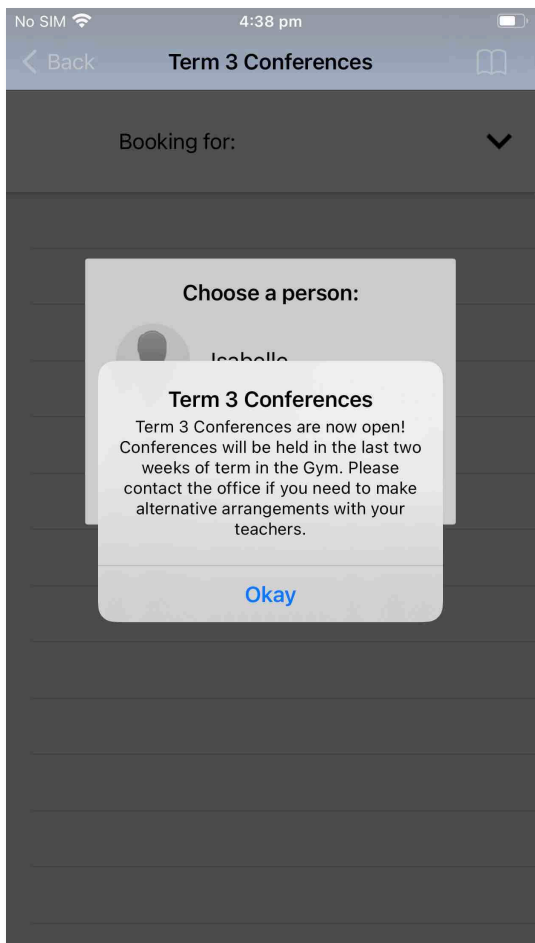 No SIM 4:38 pm
Back Term 3 Conferences
Booking for:
Choose a person:
Isabelle
Term 3 Conferences
Term 3 Conferences are now open!
Conferences will be held in the last two
weeks of term in the Gym. Please
contact the office if you need to make
alternative arrangements with your
teachers.
Okay